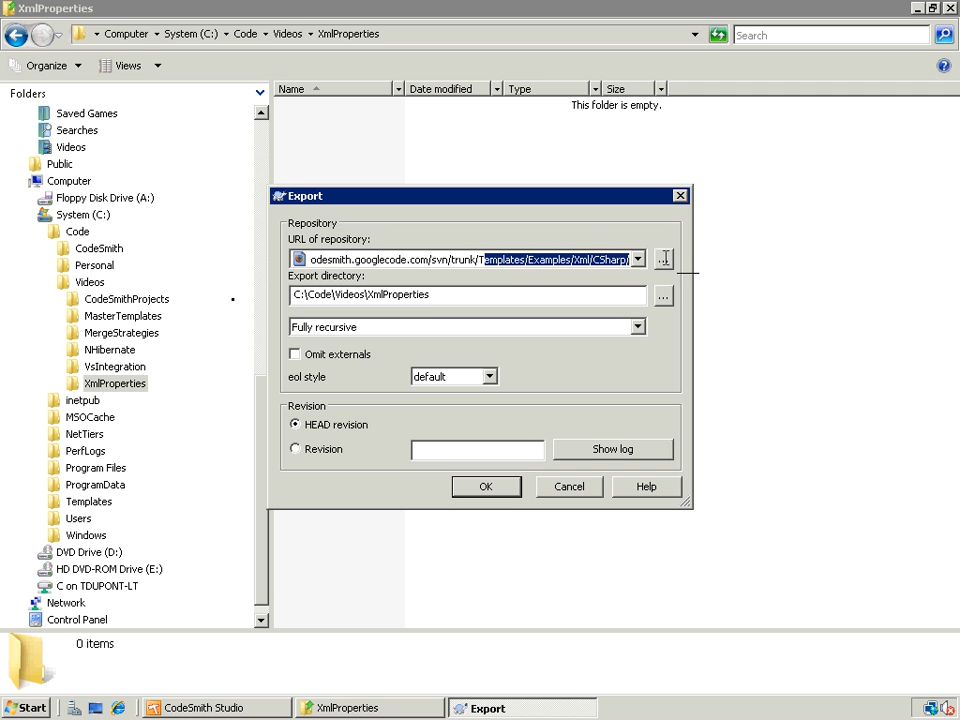 XmlProperties
Computer System (C:) Code Videos XmlProperties
Search
Organize Views
Folders
Name Date modified Type Size
This folder is empty.
Saved Games
Searches
Videos
Public
Computer
Floppy Disk Drive (A:)
System (C:)
Code
CodeSmith
Personal
Videos
CodeSmithProjects
MasterTemplates
MergeStrategies
NHibernate
VsIntegration
XmlProperties
inetpub
MSOCache
NetTiers
PerfLogs
Program Files
ProgramData
Templates
Users
Windows
DVD Drive (D:)
HD DVD-ROM Drive (E:)
C on TDUPONT-LT
Network
Control Panel
Export
Repository
URL of repository:
odesmith.googlecode.com/svn/trunk/Templates/Examples/Xml/CSharp/
...
Export directory:
C:\Code\Videos\XmlProperties
...
Fully recursive
Omit externals
eol style default
Revision
HEAD revision
Revision Show log
OK Cancel Help
0 items
Start CodeSmith Studio XmlProperties Export